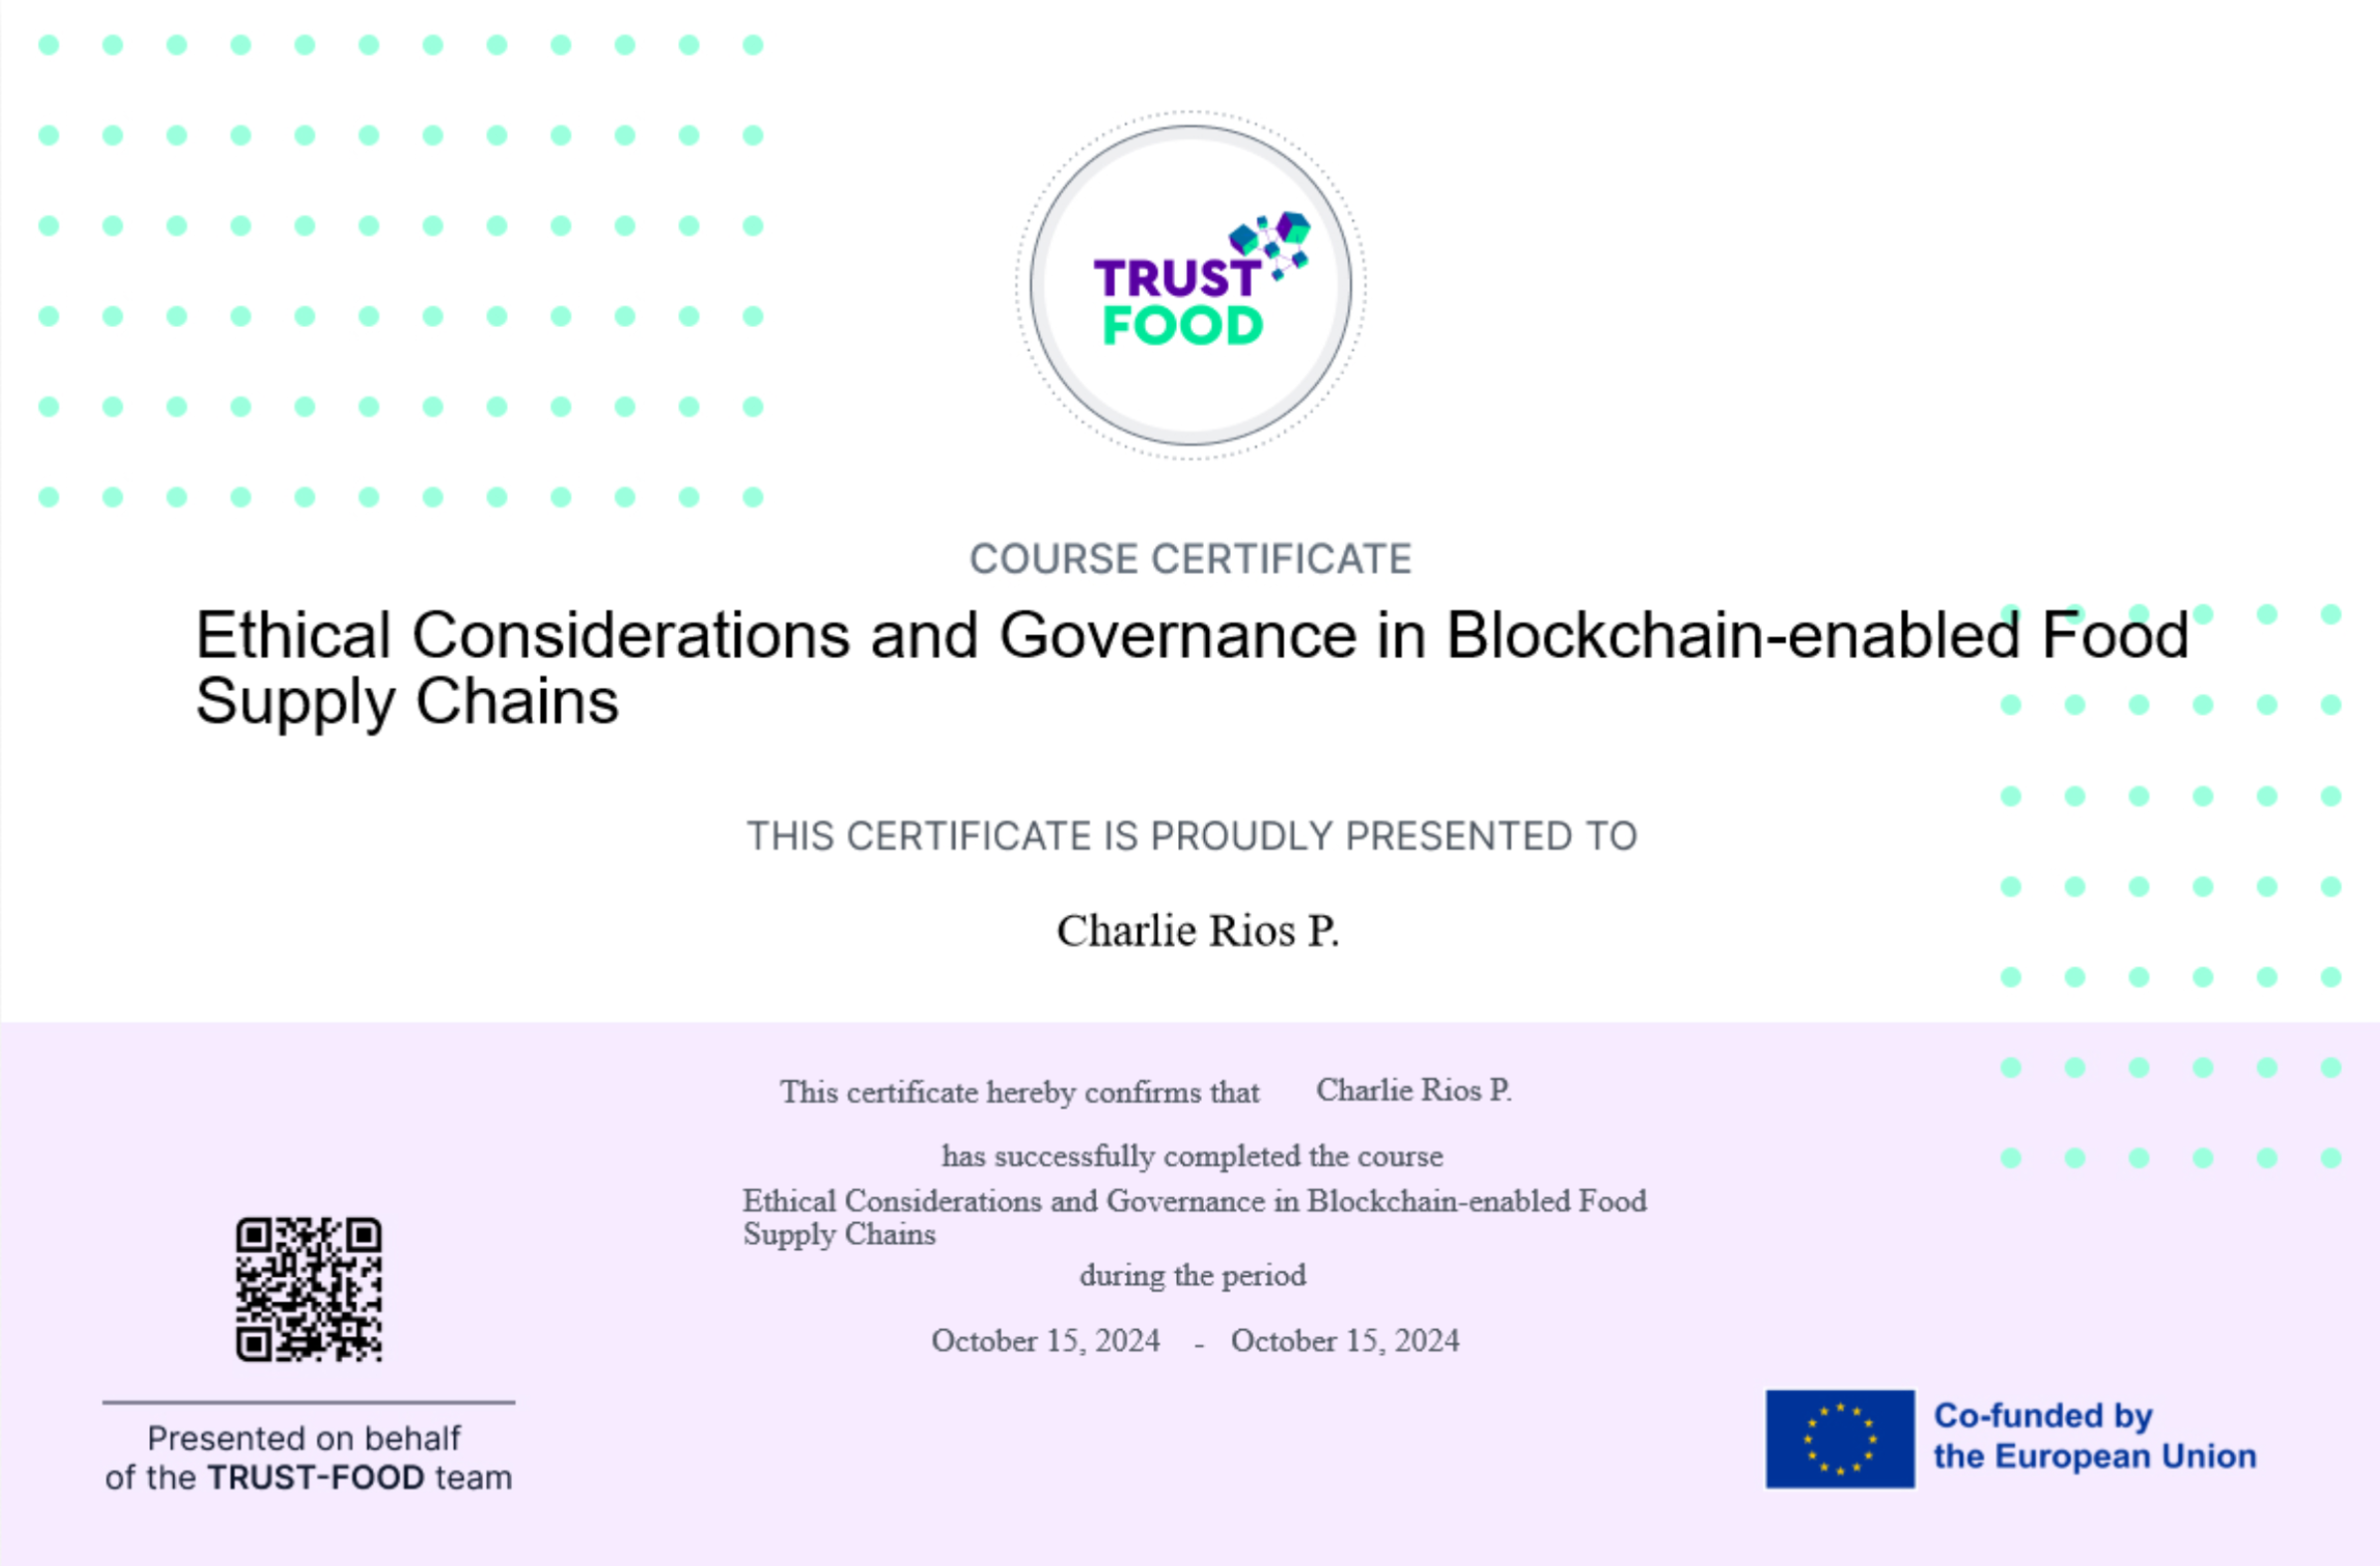 TRUST
FOOD
COURSE CERTIFICATE
Ethical Considerations and Governance in Blockchain-enabled Food
Supply Chains
THIS CERTIFICATE IS PROUDLY PRESENTED TO
Charlie Rios P.
This certificate hereby confirms that Charlie Rios P.
has successfully completed the course
Ethical Considerations and Governance in Blockchain-enabled Food
Supply Chains
during the period
October 15, 2024 - October 15, 2024
Presented on behalf
of the TRUST-FOOD team
Co-funded by
the European Union